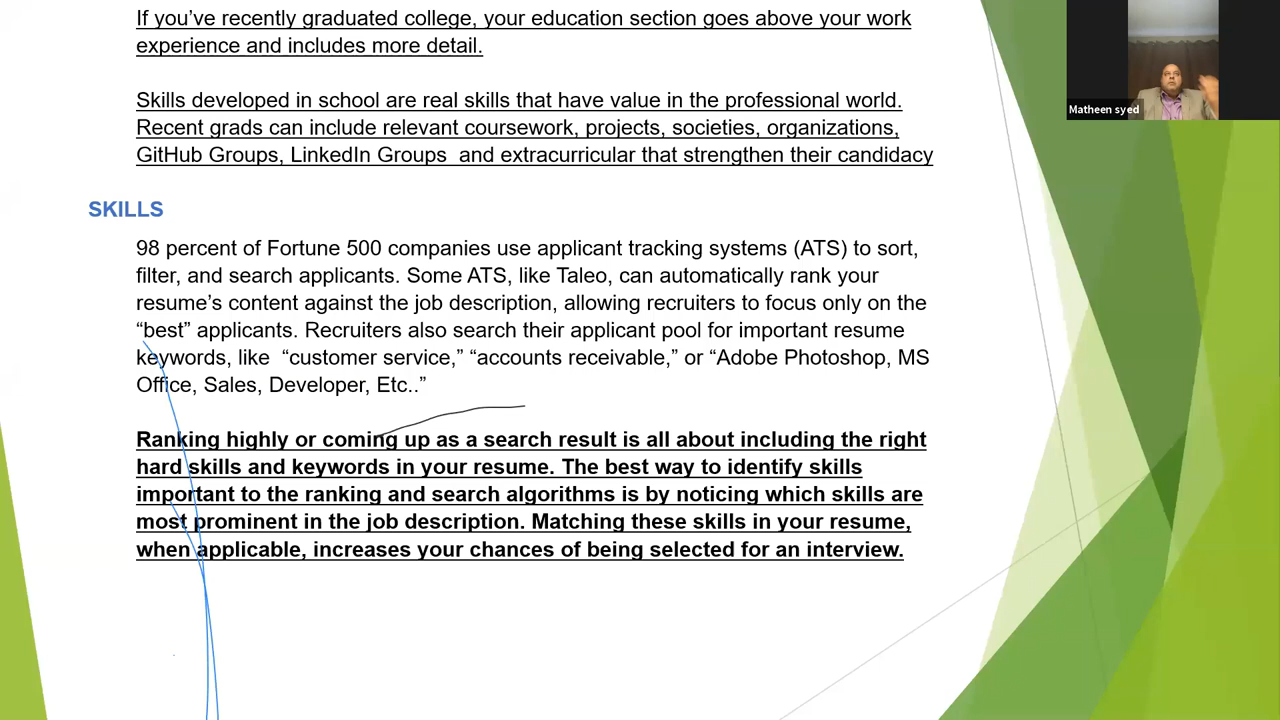 If you’ve recently graduated college, your education section goes above your work
experience and includes more detail.
Skills developed in school are real skills that have value in the professional world.
Recent grads can include relevant coursework, projects, societies, organizations,
GitHub Groups, LinkedIn Groups  and extracurricular that strengthen their candidacy
SKILLS
98 percent of Fortune 500 companies use applicant tracking systems (ATS) to sort,
filter, and search applicants. Some ATS, like Taleo, can automatically rank your
resume’s content against the job description, allowing recruiters to focus only on the
“best” applicants. Recruiters also search their applicant pool for important resume
keywords, like  “customer service,” “accounts receivable,” or “Adobe Photoshop, MS
Office, Sales, Developer, Etc..”
Ranking highly or coming up as a search result is all about including the right
hard skills and keywords in your resume. The best way to identify skills
important to the ranking and search algorithms is by noticing which skills are
most prominent in the job description. Matching these skills in your resume,
when applicable, increases your chances of being selected for an interview.
Matheen syed